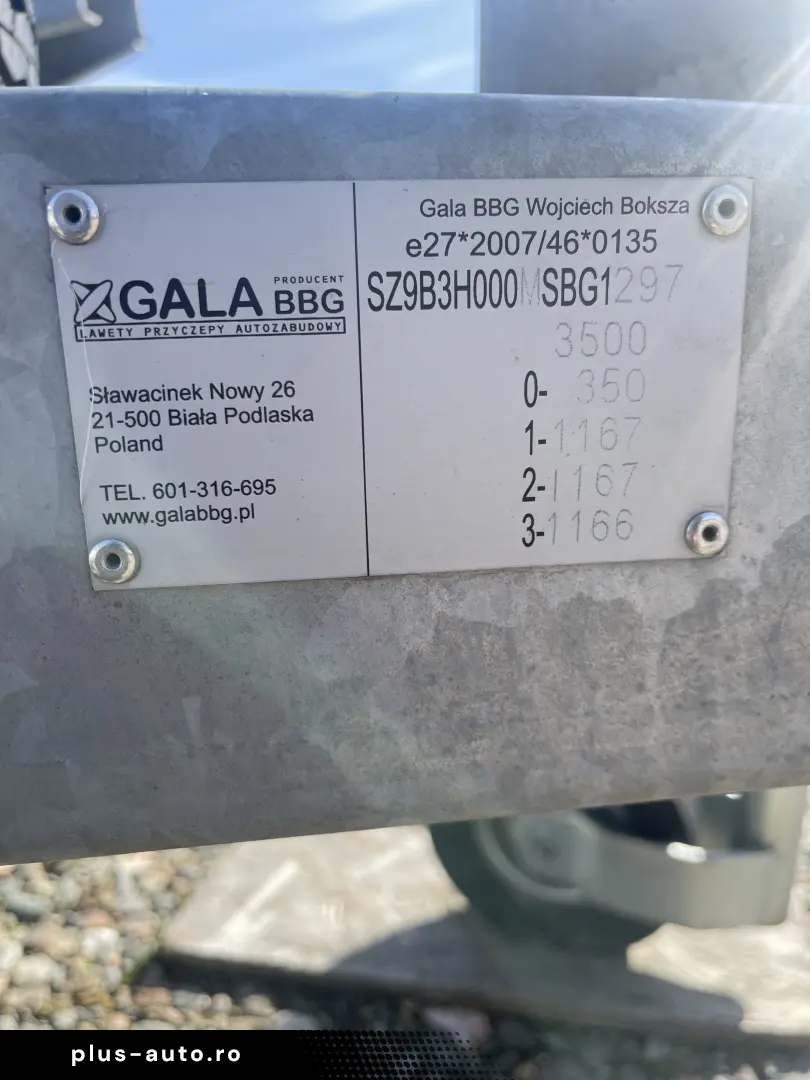 PRODUCENT
GALA BBG
LAWETY PRZYCZEPY AUTOZABUDOWY
Sławacinek Nowy 26
21-500 Biała Podlaska
Poland
TEL. 601-316-695
www.galabbg.pl
Gala BBG Wojciech Boksza
e27*2007/46*0135
SZ9B3H000MSBG1297
3500
0- 350
1-1167
2-1167
3-1166
plus-auto.ro